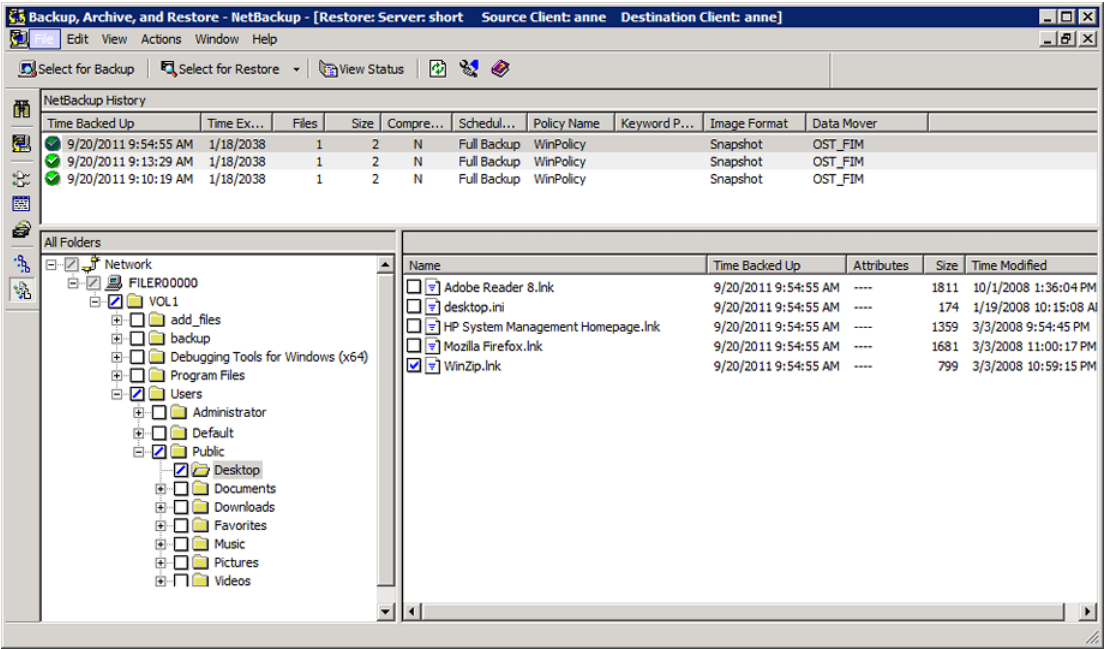 Backup, Archive, and Restore - NetBackup - [Restore: Server: short Source Client: anne Destination Client: anne]
File Edit View Actions Window Help
Select for Backup Select for Restore View Status
NetBackup History
Time Backed Up Time Ex... Files Size Compre... Schedul... Policy Name Keyword P... Image Format Data Mover
9/20/2011 9:54:55 AM 1/18/2038 1 2 N Full Backup WinPolicy Snapshot OST_FIM
9/20/2011 9:13:29 AM 1/18/2038 1 2 N Full Backup WinPolicy Snapshot OST_FIM
9/20/2011 9:10:19 AM 1/18/2038 1 2 N Full Backup WinPolicy Snapshot OST_FIM
All Folders
Network
FILER00000
VOL1
add_files
backup
Debugging Tools for Windows (x64)
Program Files
Users
Administrator
Default
Public
Desktop
Documents
Downloads
Favorites
Music
Pictures
Videos
Name Time Backed Up Attributes Size Time Modified
Adobe Reader 8.lnk 9/20/2011 9:54:55 AM ---- 1811 10/1/2008 1:36:04 PM
desktop.ini 9/20/2011 9:54:55 AM ---- 174 1/19/2008 10:15:08 A
HP System Management Homepage.lnk 9/20/2011 9:54:55 AM ---- 1359 3/3/2008 9:54:45 PM
Mozilla Firefox.lnk 9/20/2011 9:54:55 AM ---- 1681 3/3/2008 11:00:17 PM
WinZip.lnk 9/20/2011 9:54:55 AM ---- 799 3/3/2008 10:59:15 PM